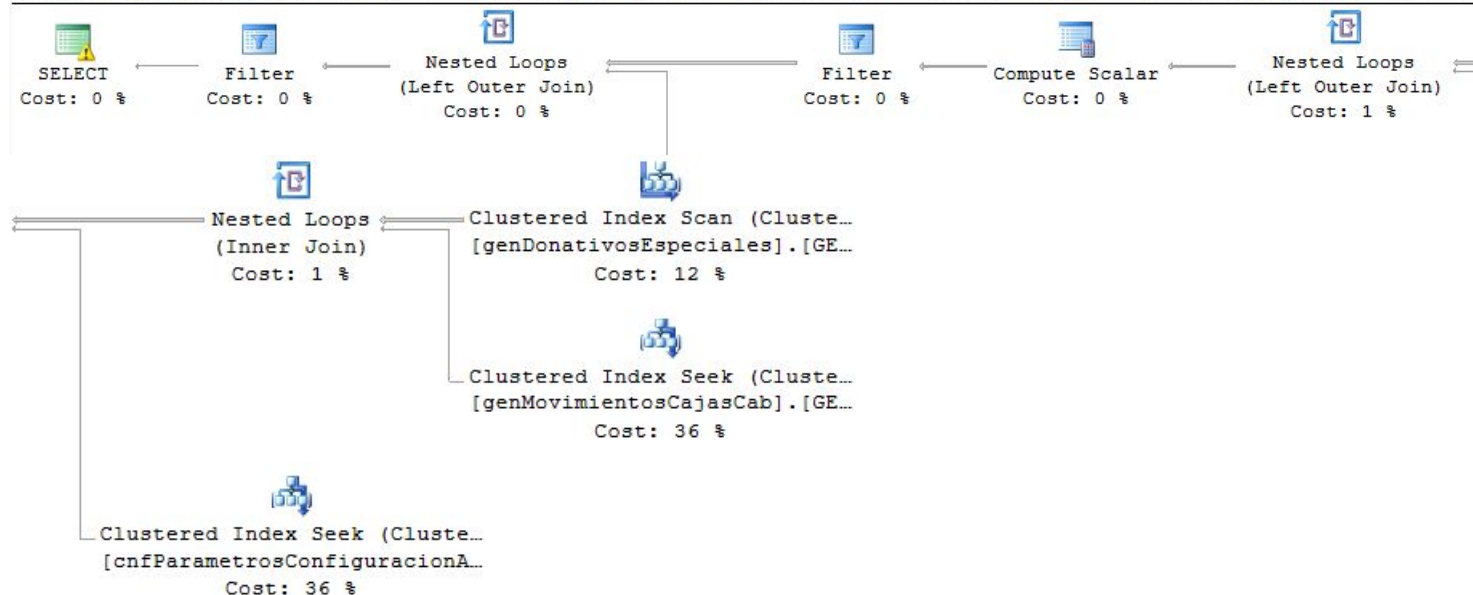 SELECT
Cost: 0 %
Filter
Cost: 0 %
Nested Loops
(Left Outer Join)
Cost: 0 %
Filter
Cost: 0 %
Compute Scalar
Cost: 0 %
Nested Loops
(Left Outer Join)
Cost: 1 %
Nested Loops
(Inner Join)
Cost: 1 %
Clustered Index Scan (Cluste…
[genDonativosEspeciales].[GE…
Cost: 12 %
Clustered Index Seek (Cluste…
[genMovimientosCajasCab].[GE…
Cost: 36 %
Clustered Index Seek (Cluste…
[cnfParametrosConfiguracionA…
Cost: 36 %